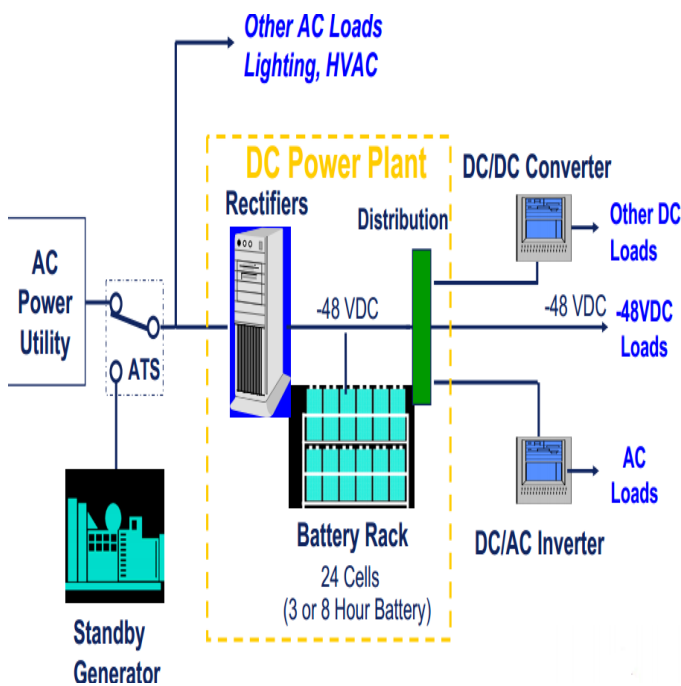 Other AC Loads
Lighting, HVAC
DC Power Plant
DC/DC Converter
Rectifiers
Distribution
Other DC
Loads
AC
Power
Utility
-48 VDC
-48 VDC
-48VDC
Loads
ATS
AC
Loads
Battery Rack
24 Cells
(3 or 8 Hour Battery)
DC/AC Inverter
Standby
Generator